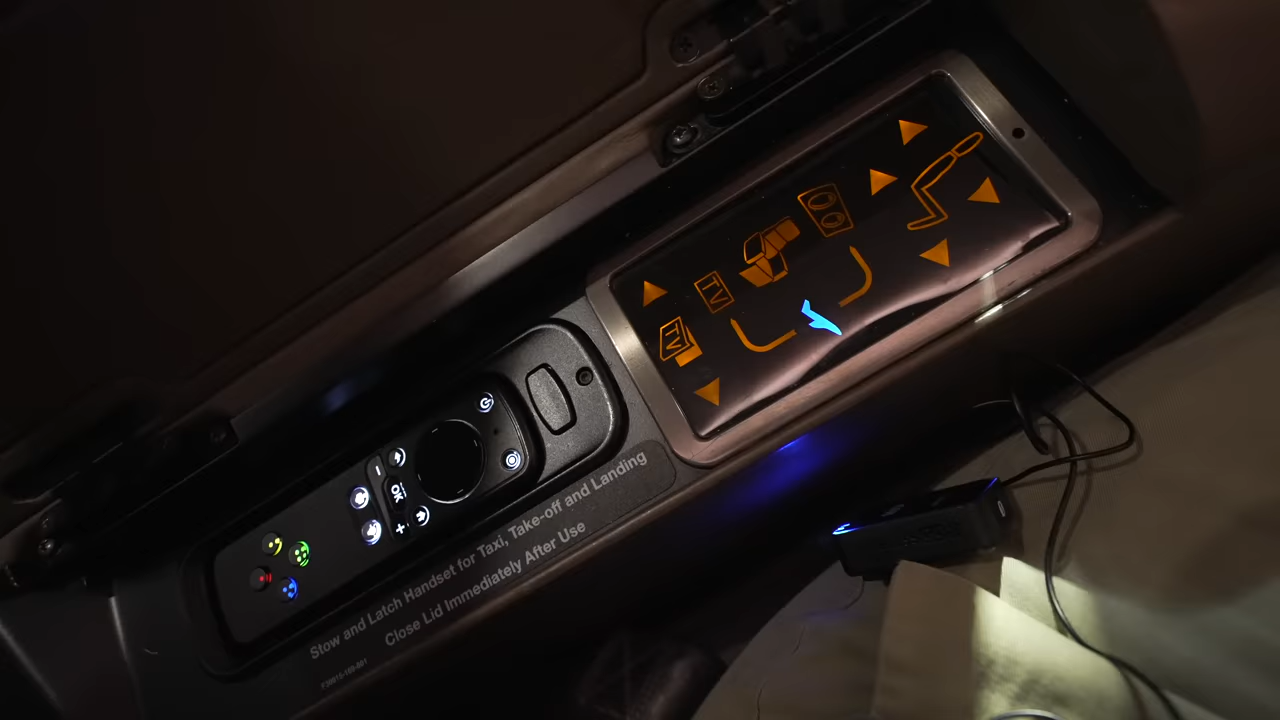 TV
TV
OK
Stow and Latch Handset for Taxi, Take-off and Landing
Close Lid Immediately After Use